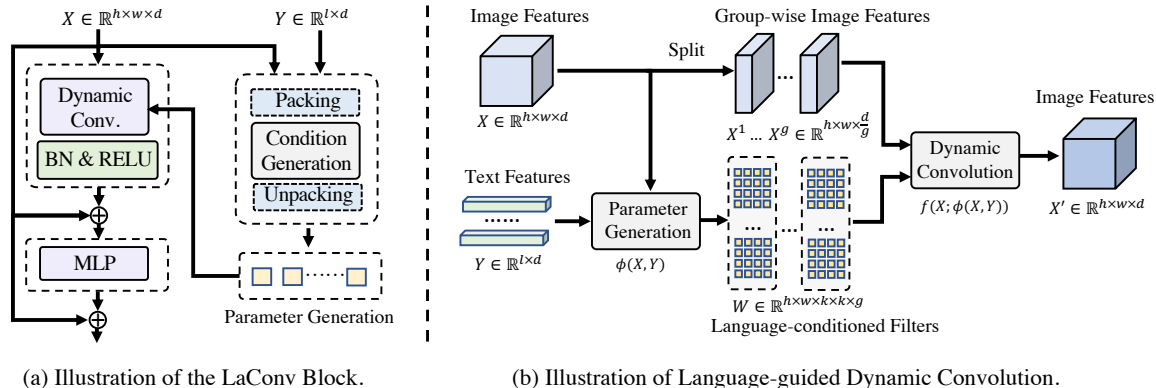 X ∈ ℝ^{h×w×d}
Y ∈ ℝ^{l×d}
Dynamic
Conv.
BN & RELU
MLP
Packing
Condition
Generation
Unpacking
Parameter Generation
(a) Illustration of the LaConv Block.
Image Features
X ∈ ℝ^{h×w×d}
Split
Group-wise Image Features
...
X^1 ... X^g ∈ ℝ^{h×w×\frac{d}{g}}
Text Features
......
Y ∈ ℝ^{l×d}
Parameter
Generation
ϕ(X,Y)
...
...
...
W ∈ ℝ^{h×w×k×k×g}
Language-conditioned Filters
Dynamic
Convolution
f(X; ϕ(X,Y))
Image Features
X′ ∈ ℝ^{h×w×d}
(b) Illustration of Language-guided Dynamic Convolution.